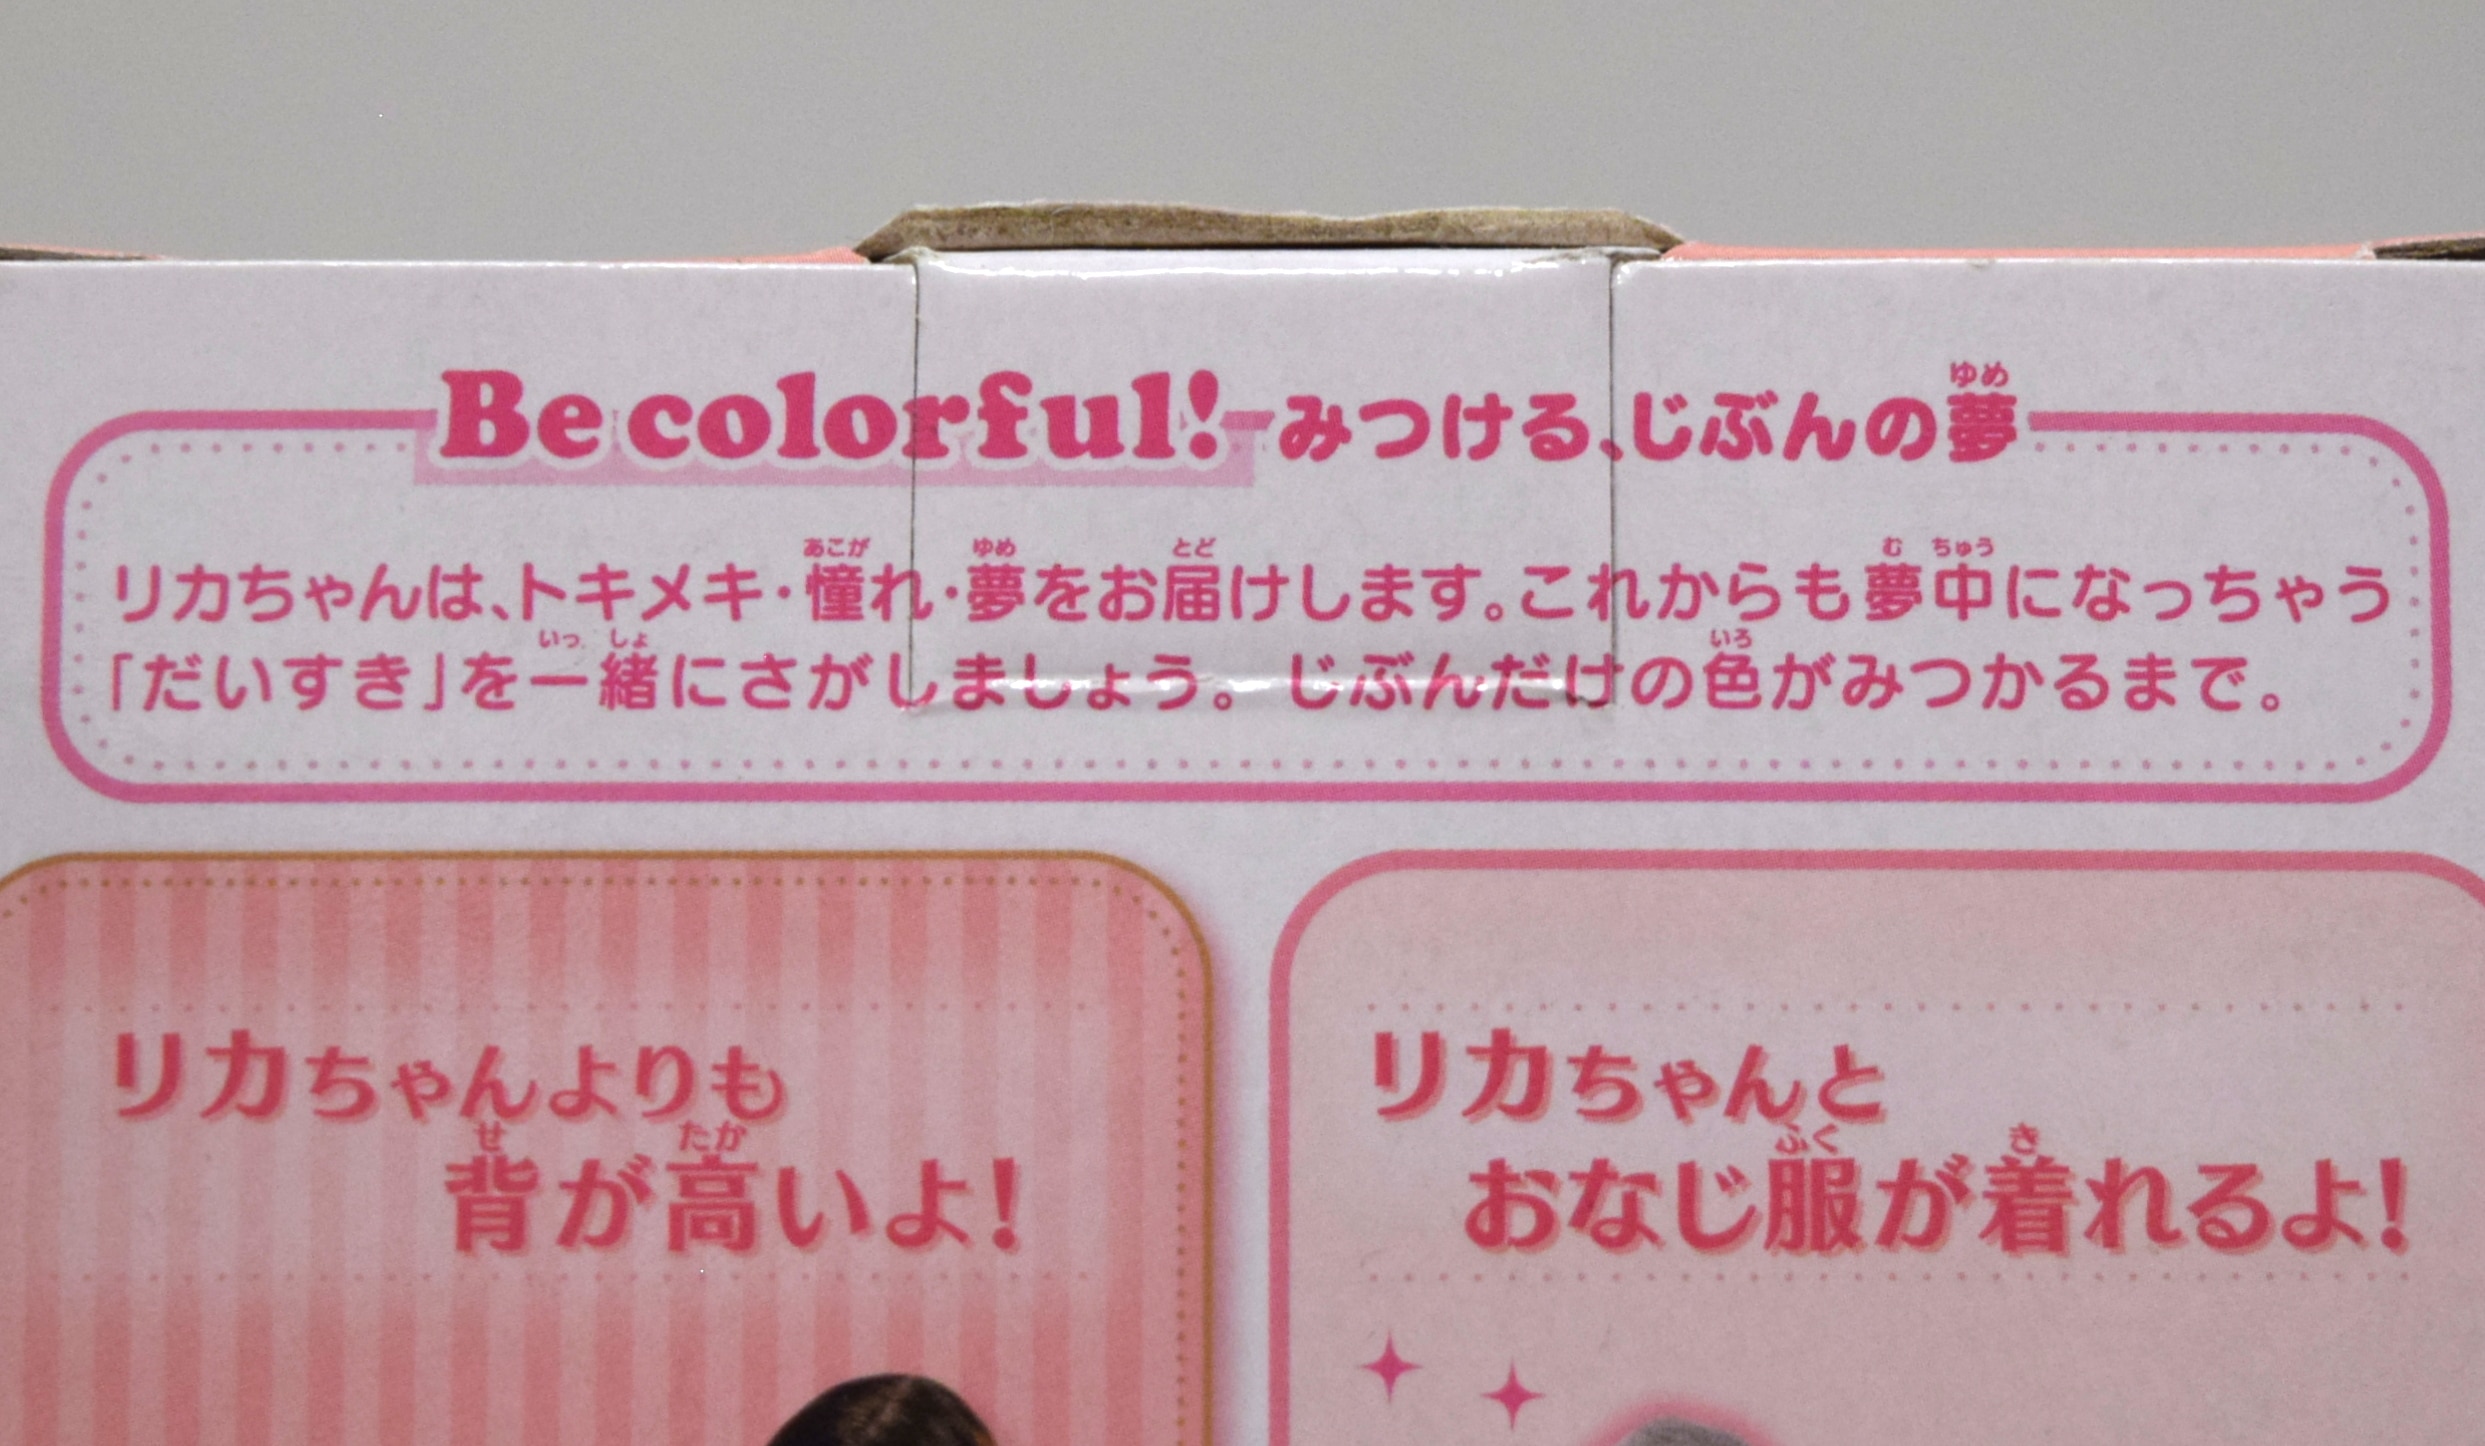 Be colorful! みつける、じぶんの夢
リカちゃんは、トキメキ・憧れ・夢をお届けします。これからも夢中になっちゃう
「だいすき」を一緒にさがしましょう。じぶんだけの色がみつかるまで。
リカちゃんよりも
背が高いよ!
リカちゃんと
おなじ服が着れるよ!